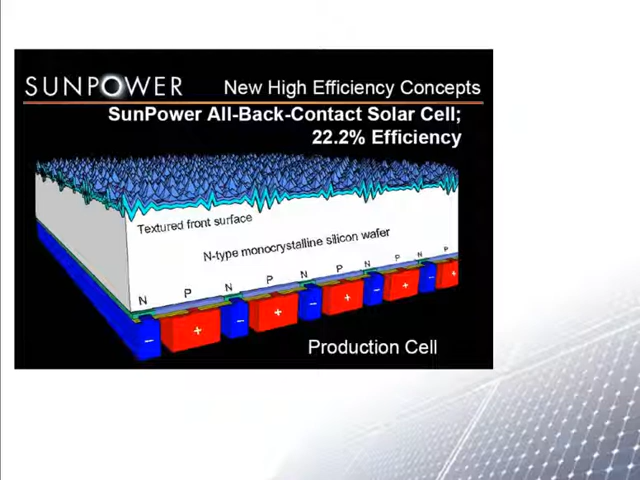 SUNPOWER
New High Efficiency Concepts
SunPower All-Back-Contact Solar Cell;
22.2% Efficiency
Textured front surface
N-type monocrystalline silicon wafer
N P N P N P N P N P
− + − + − + − + − +
Production Cell